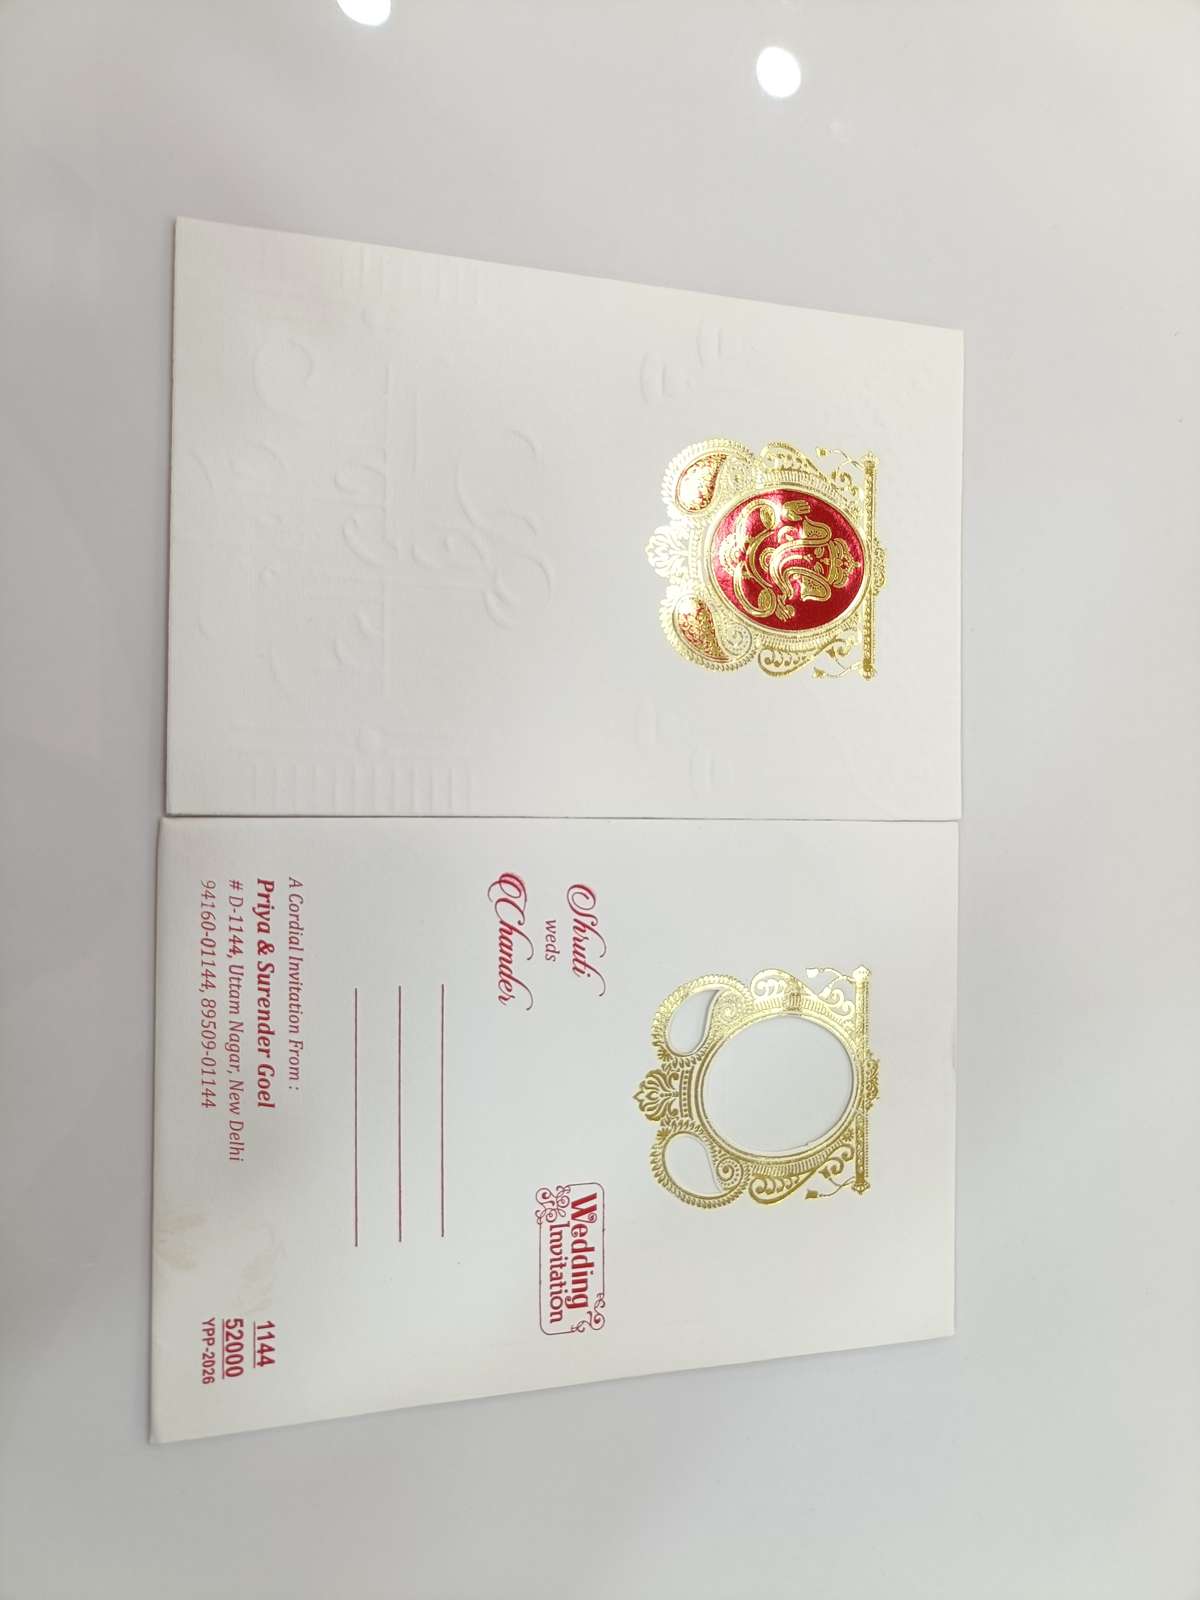 Shruti
weds
Chander
Wedding
Invitation
A Cordial Invitation From :
Priya & Surender Goel
# D-1144, Uttam Nagar, New Delhi
94160-01144, 89509-01144
1144
52000
YPP-2026